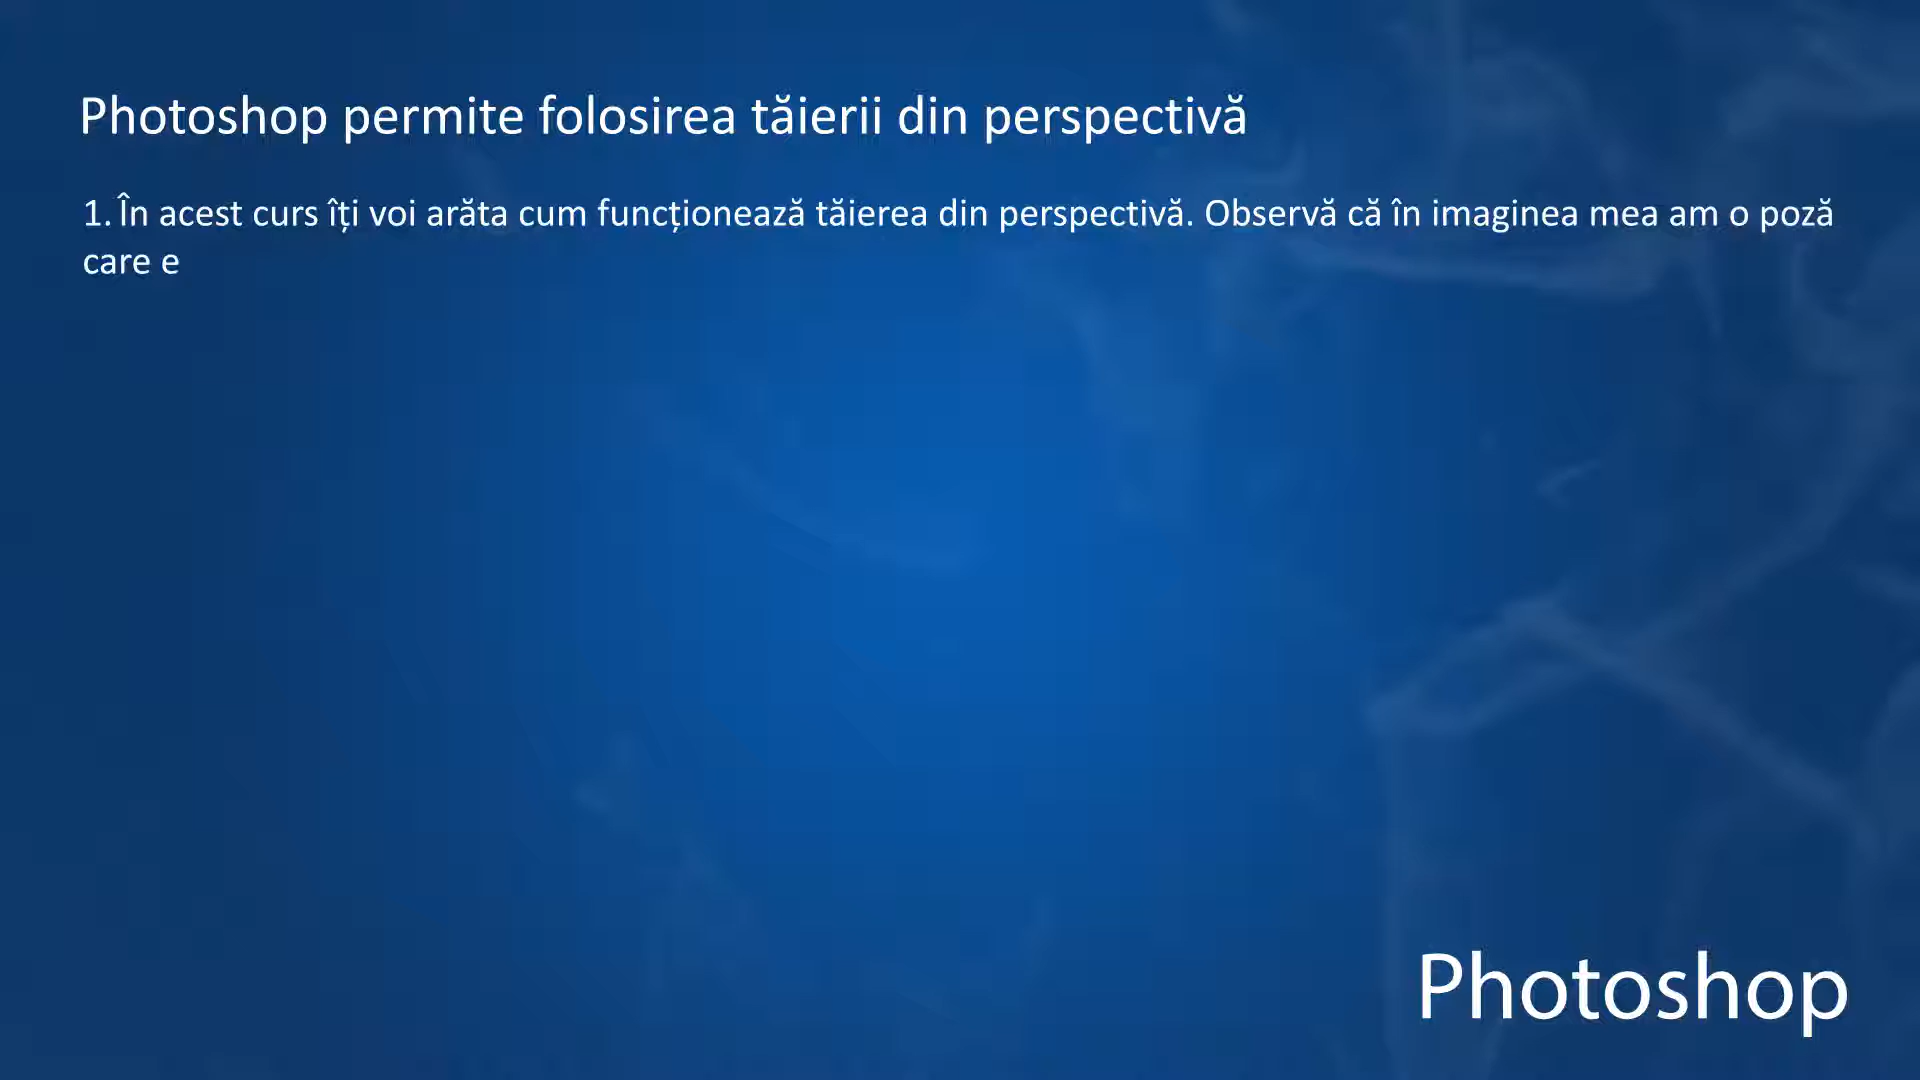 Photoshop permite folosirea tăierii din perspectivă
1. În acest curs îți voi arăta cum funcționează tăierea din perspectivă. Observă că în imaginea mea am o poză
care e
Photoshop